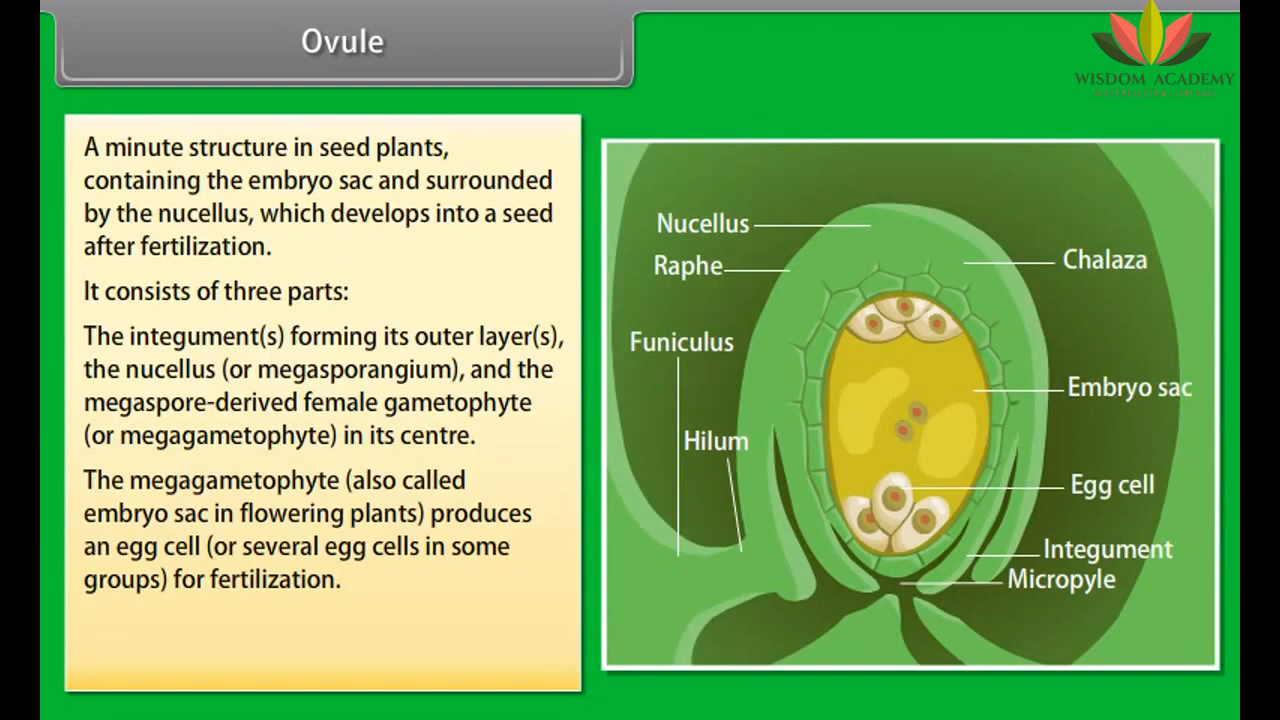 Ovule
WISDOM ACADEMY
A minute structure in seed plants,
containing the embryo sac and surrounded
by the nucellus, which develops into a seed
after fertilization.
It consists of three parts:
The integument(s) forming its outer layer(s),
the nucellus (or megasporangium), and the
megaspore-derived female gametophyte
(or megagametophyte) in its centre.
The megagametophyte (also called
embryo sac in flowering plants) produces
an egg cell (or several egg cells in some
groups) for fertilization.
Nucellus
Raphe
Chalaza
Funiculus
Embryo sac
Hilum
Egg cell
Integument
Micropyle